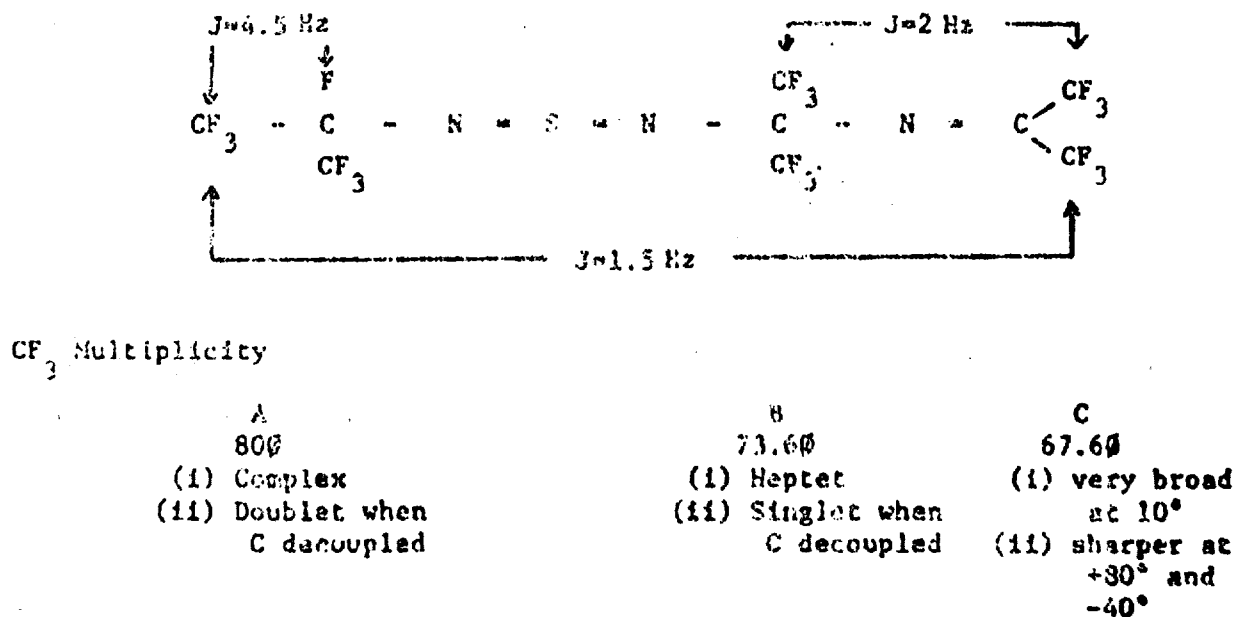 J=4.5 Hz J=2 Hz
F CF3 CF3
CF3 - C - N = S = N - C - N = C
CF3 CF3 CF3
J=1.5 Hz
CF3 Multiplicity
A B C
80Ø 73.6Ø 67.6Ø
(i) Complex (i) Heptet (i) very broad
(ii) Doublet when (ii) Singlet when at 10°
C decoupled C decoupled (ii) sharper at
+80° and
-40°